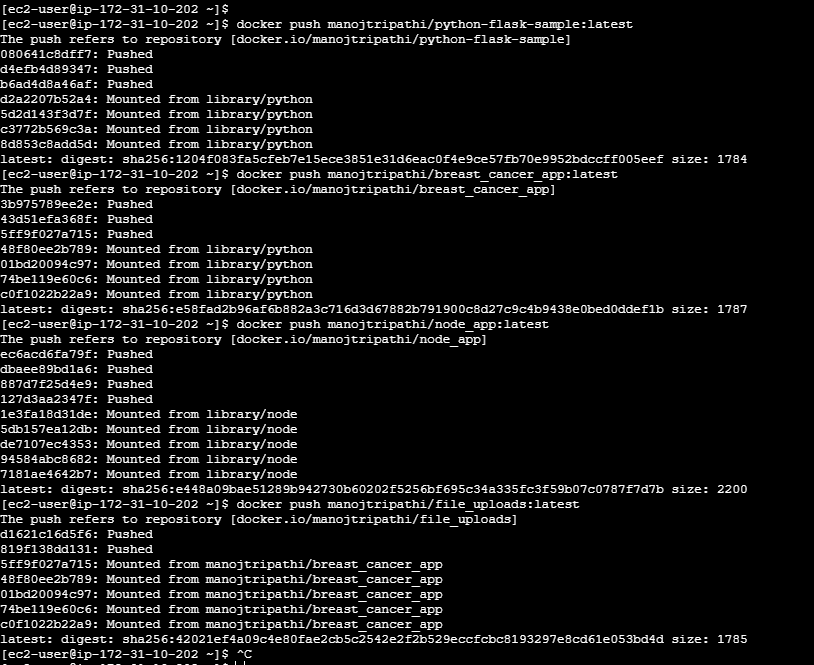 [ec2-user@ip-172-31-10-202 ~]$
[ec2-user@ip-172-31-10-202 ~]$ docker push manojtripathi/python-flask-sample:latest
The push refers to repository [docker.io/manojtripathi/python-flask-sample]
080641c8dff7: Pushed
d4efb4d89347: Pushed
b6ad4d8a46af: Pushed
d2a2207b52a4: Mounted from library/python
5d2d143f3d7f: Mounted from library/python
c3772b569c3a: Mounted from library/python
8d853c8add5d: Mounted from library/python
latest: digest: sha256:1204f083fa5cfeb7e15ece3851e31d6eac0f4e9ce57fb70e9952bdccff005eef size: 1784
[ec2-user@ip-172-31-10-202 ~]$ docker push manojtripathi/breast_cancer_app:latest
The push refers to repository [docker.io/manojtripathi/breast_cancer_app]
3b975789ee2e: Pushed
43d51efa368f: Pushed
5ff9f027a715: Pushed
48f80ee2b789: Mounted from library/python
01bd20094c97: Mounted from library/python
74be119e60c6: Mounted from library/python
c0f1022b22a9: Mounted from library/python
latest: digest: sha256:e58fad2b96af6b882a3c716d3d67882b791900c8d27c9c4b9438e0bed0ddef1b size: 1787
[ec2-user@ip-172-31-10-202 ~]$ docker push manojtripathi/node_app:latest
The push refers to repository [docker.io/manojtripathi/node_app]
ec6acd6fa79f: Pushed
dbaee89bd1a6: Pushed
887d7f25d4e9: Pushed
127d3aa2347f: Pushed
1e3fa18d31de: Mounted from library/node
5db157ea12db: Mounted from library/node
de7107ec4353: Mounted from library/node
94584abc8682: Mounted from library/node
7181ae4642b7: Mounted from library/node
latest: digest: sha256:e448a09bae51289b942730b60202f5256bf695c34a335fc3f59b07c0787f7d7b size: 2200
[ec2-user@ip-172-31-10-202 ~]$ docker push manojtripathi/file_uploads:latest
The push refers to repository [docker.io/manojtripathi/file_uploads]
d1621c16d5f6: Pushed
819f138dd131: Pushed
5ff9f027a715: Mounted from manojtripathi/breast_cancer_app
48f80ee2b789: Mounted from manojtripathi/breast_cancer_app
01bd20094c97: Mounted from manojtripathi/breast_cancer_app
74be119e60c6: Mounted from manojtripathi/breast_cancer_app
c0f1022b22a9: Mounted from manojtripathi/breast_cancer_app
latest: digest: sha256:42021ef4a09c4e80fae2cb5c2542e2f2b529eccfcbc8193297e8cd61e053bd4d size: 1785
[ec2-user@ip-172-31-10-202 ~]$ ^C